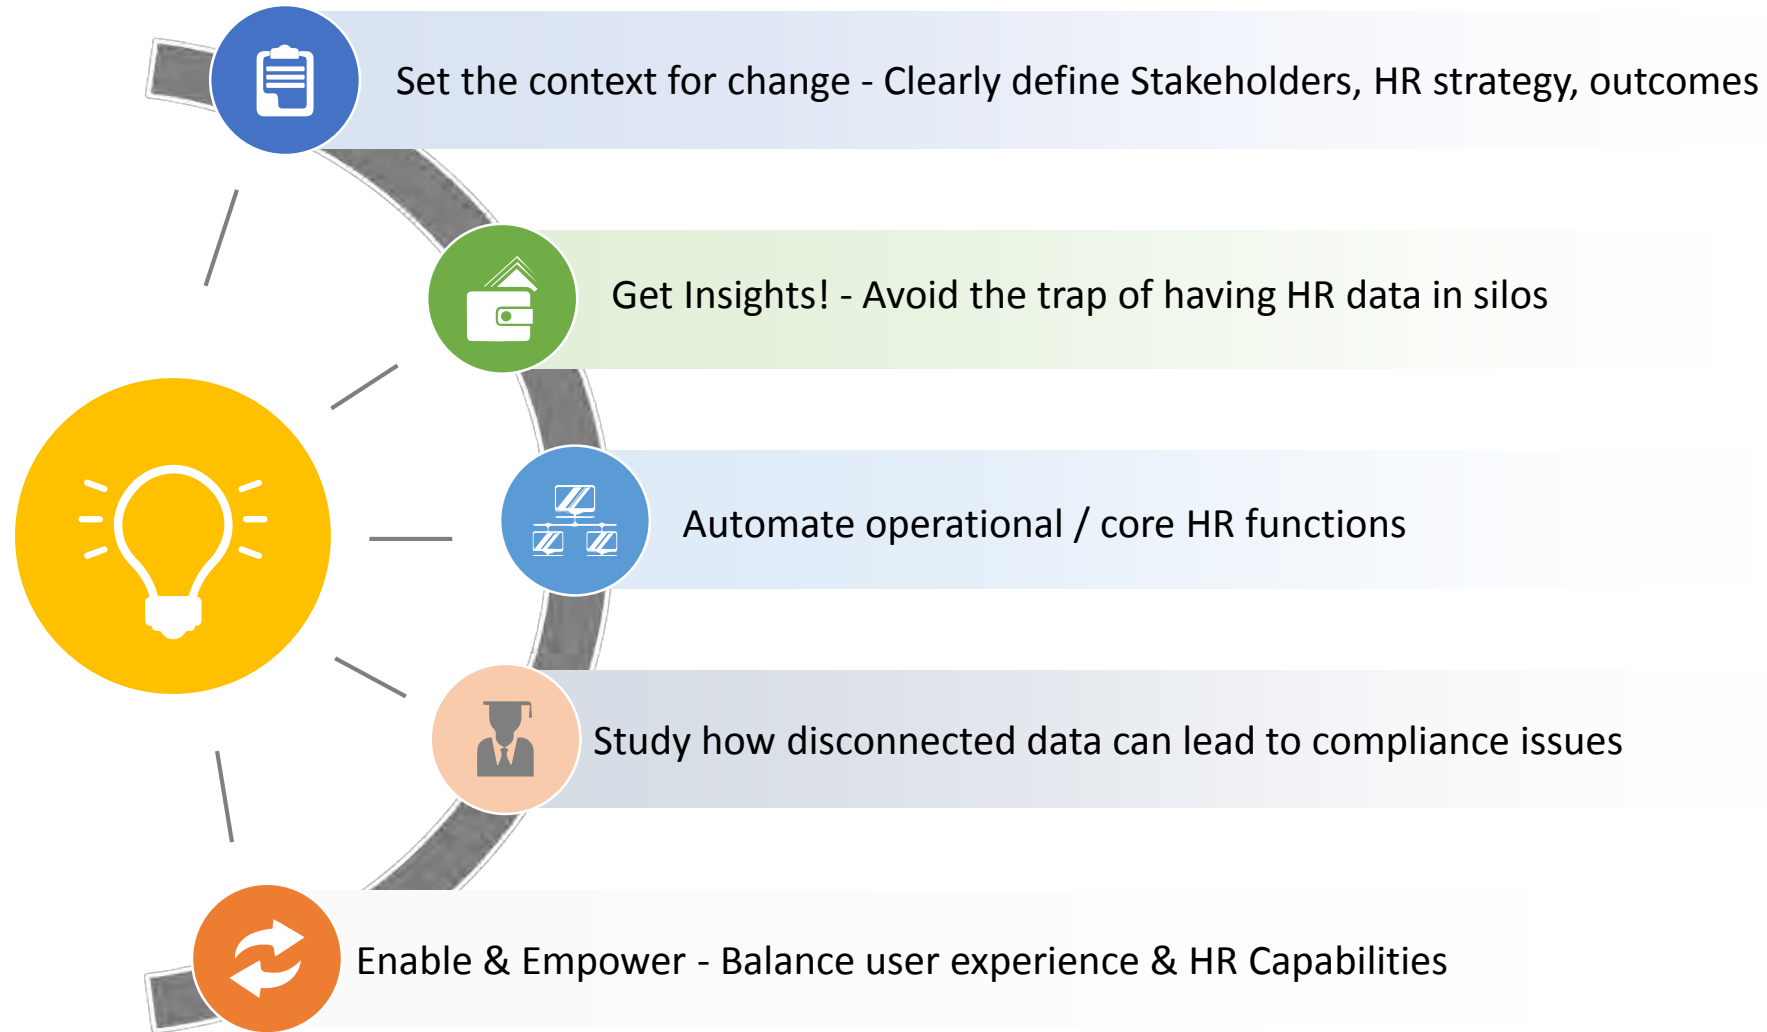 Set the context for change - Clearly define Stakeholders, HR strategy, outcomes
Get Insights! - Avoid the trap of having HR data in silos
Automate operational / core HR functions
Study how disconnected data can lead to compliance issues
Enable & Empower - Balance user experience & HR Capabilities